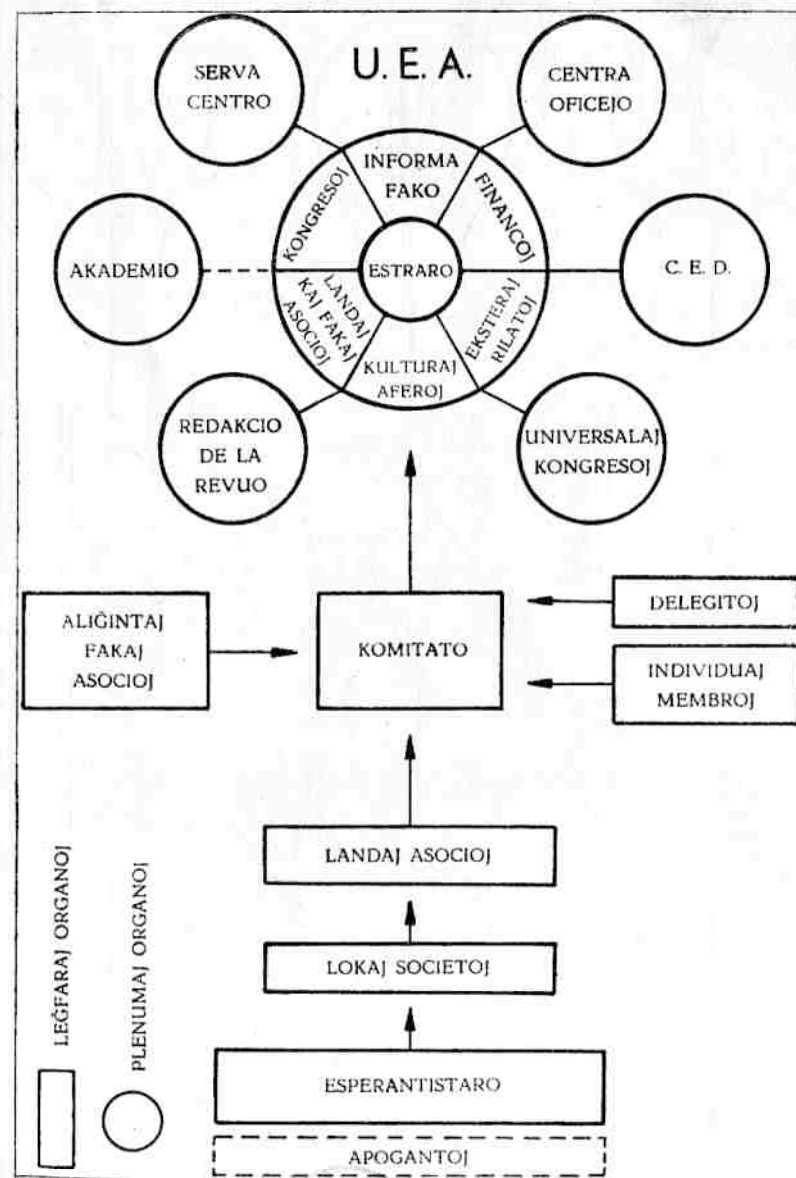 U. E. A.
SERVA
CENTRO
CENTRA
OFICEJO
INFORMA
FAKO
KONGRESOJ
FINANCOJ
AKADEMIO
ESTRARO
C. E. D.
LANDAJ
KAJ FAKAJ
ASOCIOJ
EKSTERAJ
RILATOJ
KULTURAJ
AFEROJ
REDAKCIO
DE LA
REVUO
UNIVERSALAJ
KONGRESOJ
ALIĜINTAJ
FAKAJ
ASOCIOJ
KOMITATO
DELEGITOJ
INDIVIDUAJ
MEMBROJ
LANDAJ ASOCIOJ
LOKAJ SOCIETOJ
ESPERANTISTARO
APOGANTOJ
LEĜFARAJ ORGANOJ
PLENUMAJ ORGANOJ